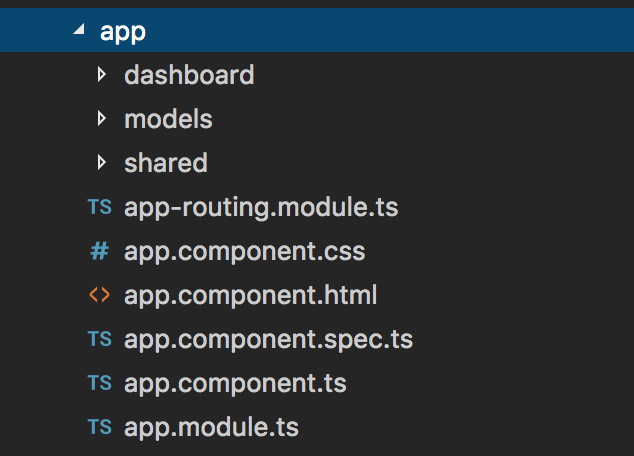 app
dashboard
models
shared
TS app-routing.module.ts
# app.component.css
<> app.component.html
TS app.component.spec.ts
TS app.component.ts
TS app.module.ts